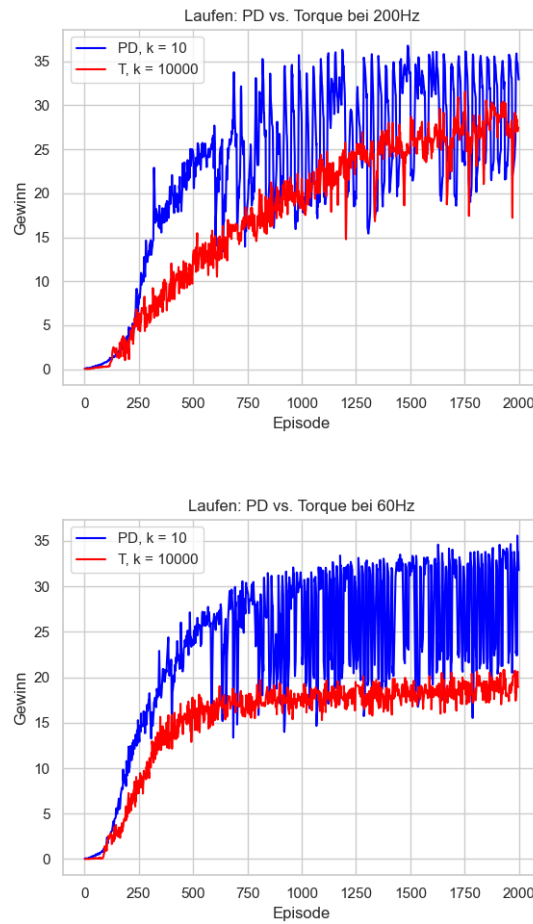 Laufen: PD vs. Torque bei 200Hz
PD, k = 10
T, k = 10000
35
30
25
20
15
10
5
0
Gewinn
0 250 500 750 1000 1250 1500 1750 2000
Episode
Laufen: PD vs. Torque bei 60Hz
PD, k = 10
T, k = 10000
35
30
25
20
15
10
5
0
Gewinn
0 250 500 750 1000 1250 1500 1750 2000
Episode